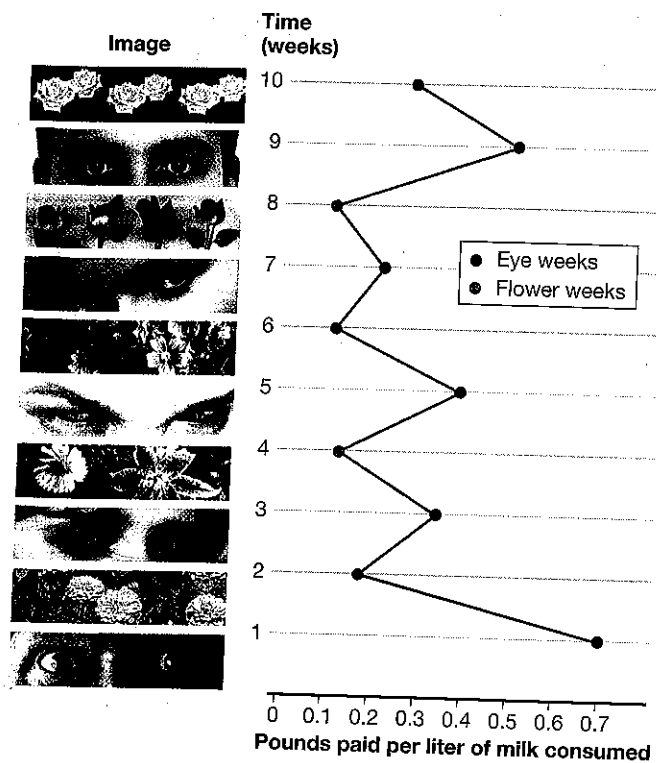 Image
Time
(weeks)
10
9
8
7
6
5
4
3
2
1
Eye weeks
Flower weeks
0 0.1 0.2 0.3 0.4 0.5 0.6 0.7
Pounds paid per liter of milk consumed